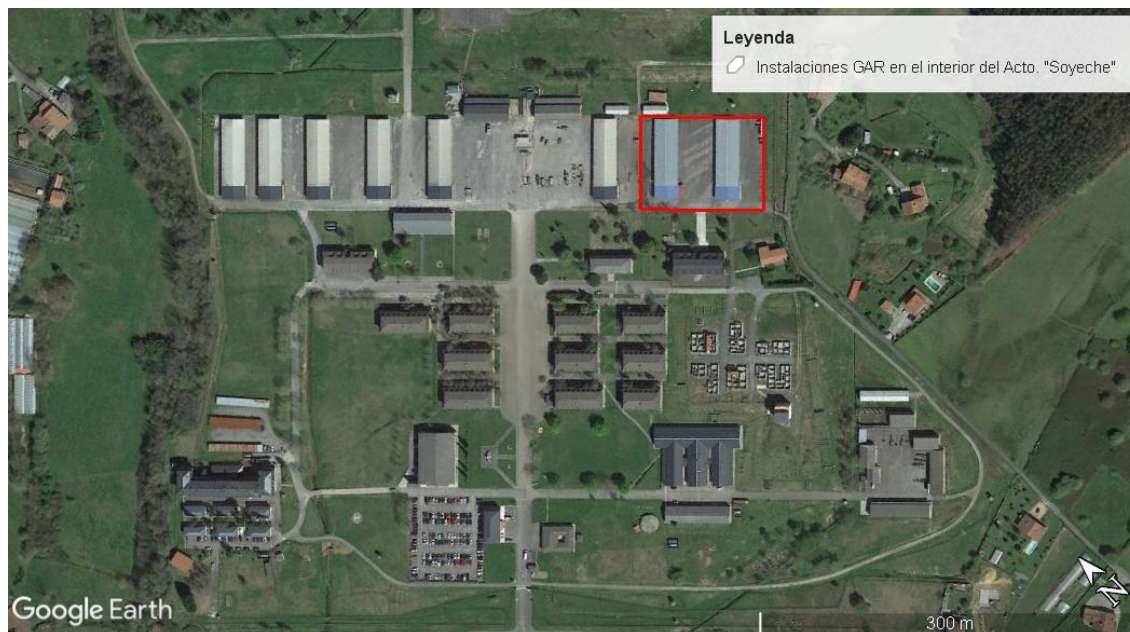 Leyenda
Instalaciones GAR en el interior del Acto. "Soyeche"
Google Earth
N
300 m